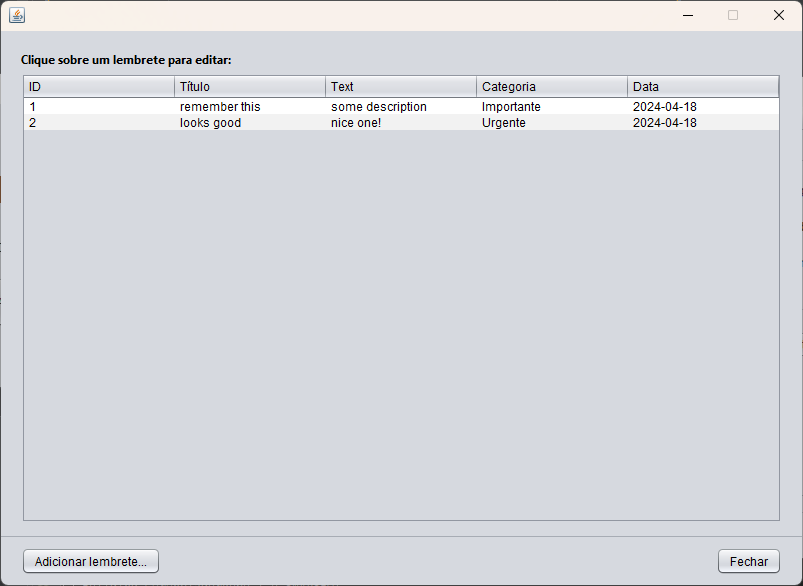 Clique sobre um lembrete para editar:
ID Título Text Categoria Data
1 remember this some description Importante 2024-04-18
2 looks good nice one! Urgente 2024-04-18
Adicionar lembrete... Fechar